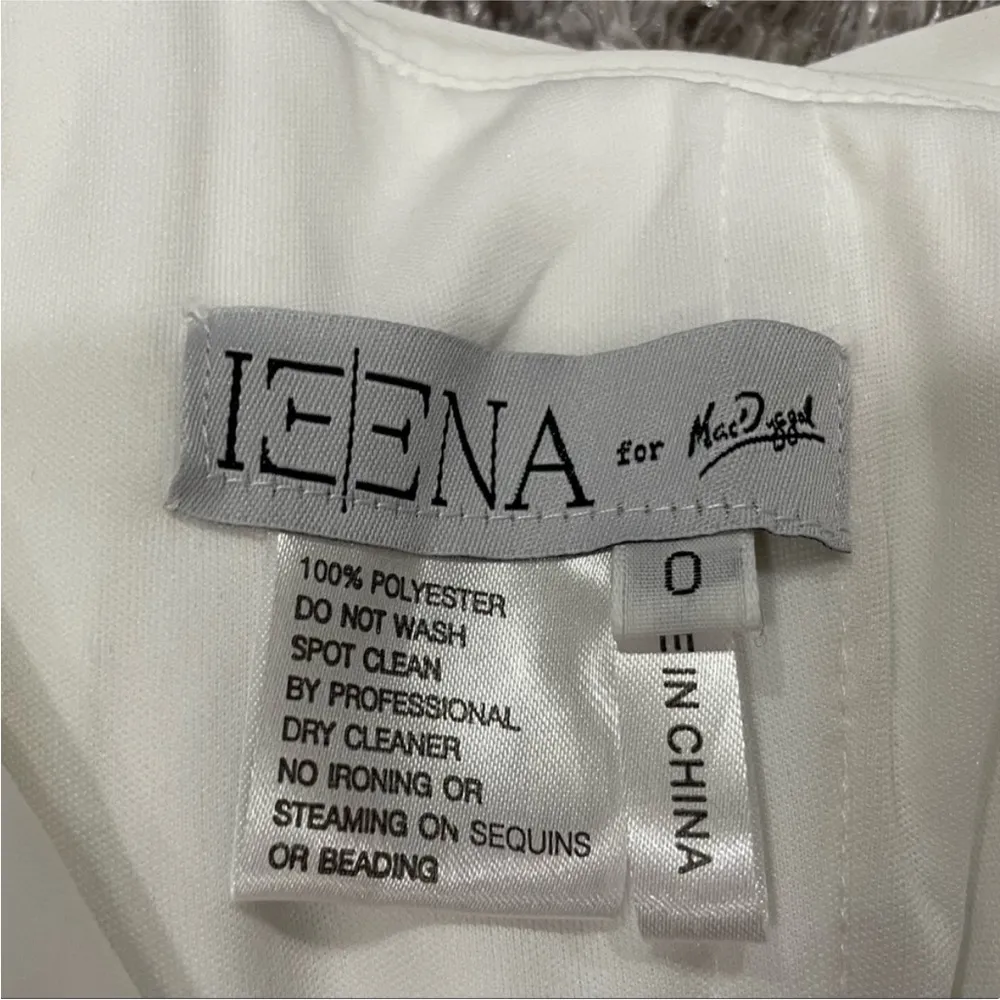 IEENA for Mac Duggal
0
100% POLYESTER
DO NOT WASH
SPOT CLEAN
BY PROFESSIONAL
DRY CLEANER
NO IRONING OR
STEAMING ON SEQUINS
OR BEADING
E IN CHINA